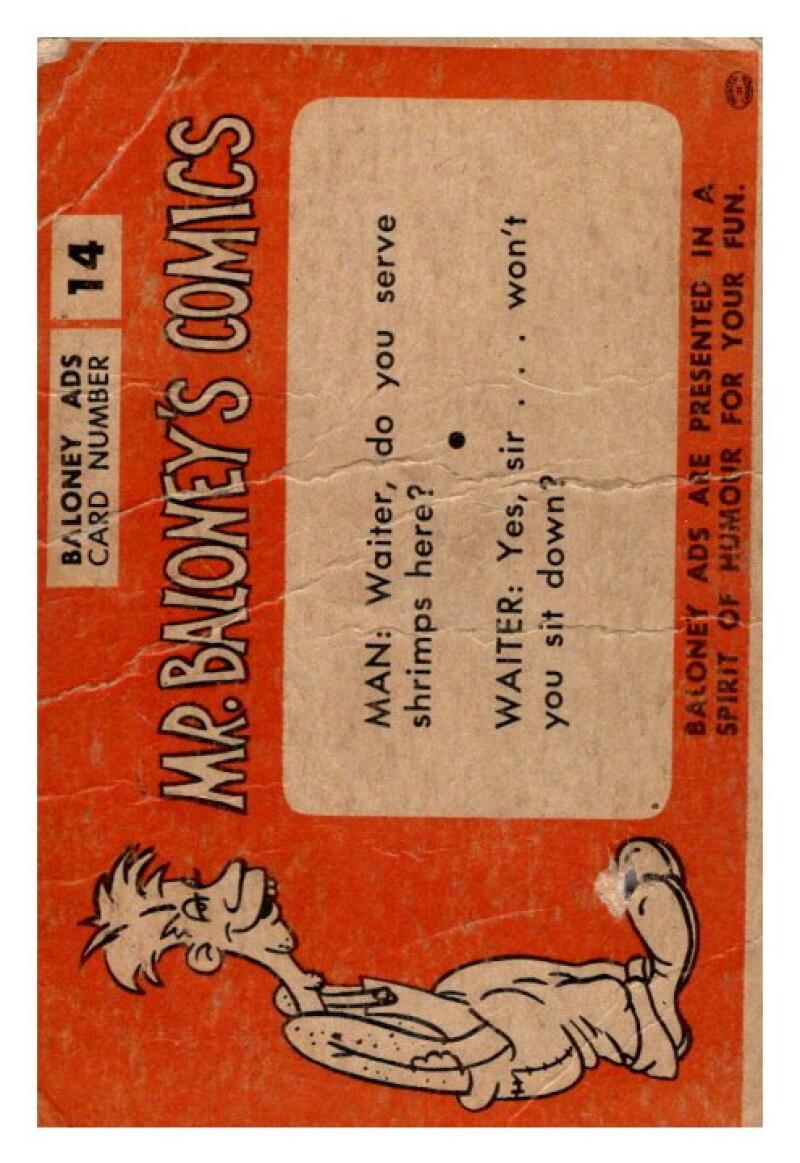 BALONEY ADS
CARD NUMBER
14
MR. BALONEY'S COMICS
MAN: Waiter, do you serve
shrimps here?
WAITER: Yes, sir . . . won't
you sit down?
BALONEY ADS ARE PRESENTED IN A
SPIRIT OF HUMOUR FOR YOUR FUN.